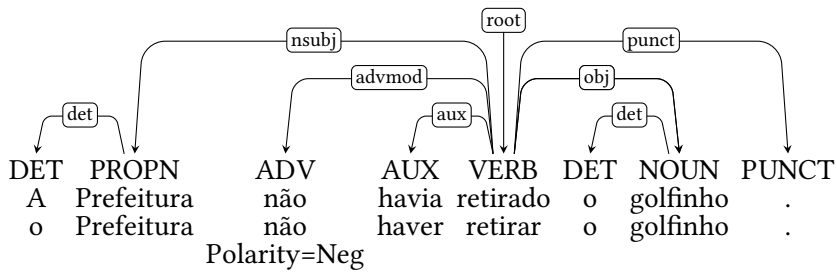 root
nsubj punct
advmod obj
det aux det
DET PROPN ADV AUX VERB DET NOUN PUNCT
A Prefeitura não havia retirado o golfinho .
o Prefeitura não haver retirar o golfinho .
Polarity=Neg